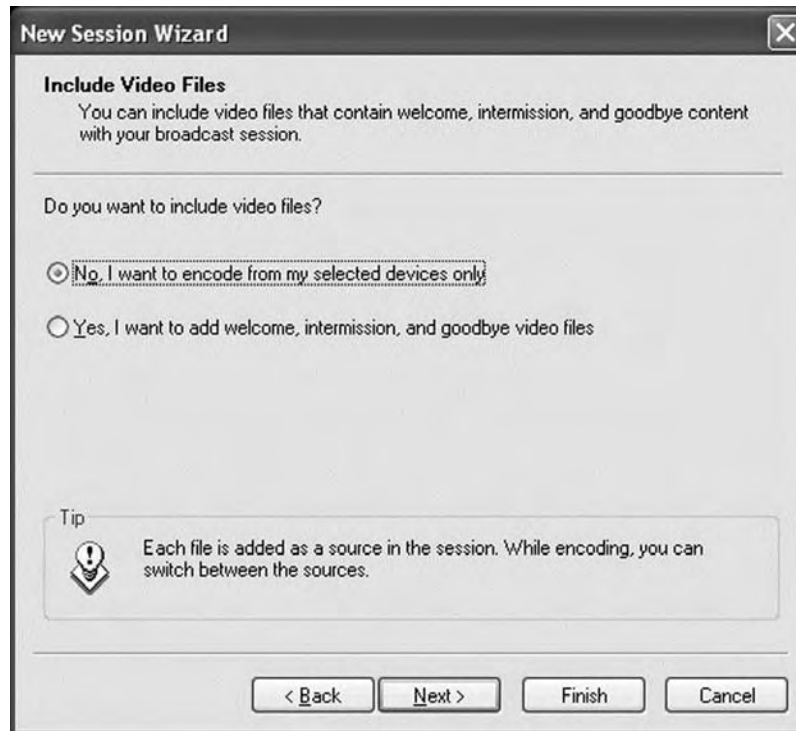 New Session Wizard
Include Video Files
You can include video files that contain welcome, intermission, and goodbye content
with your broadcast session.
Do you want to include video files?
No, I want to encode from my selected devices only
Yes, I want to add welcome, intermission, and goodbye video files
Tip
Each file is added as a source in the session. While encoding, you can
switch between the sources.
< Back
Next >
Finish
Cancel